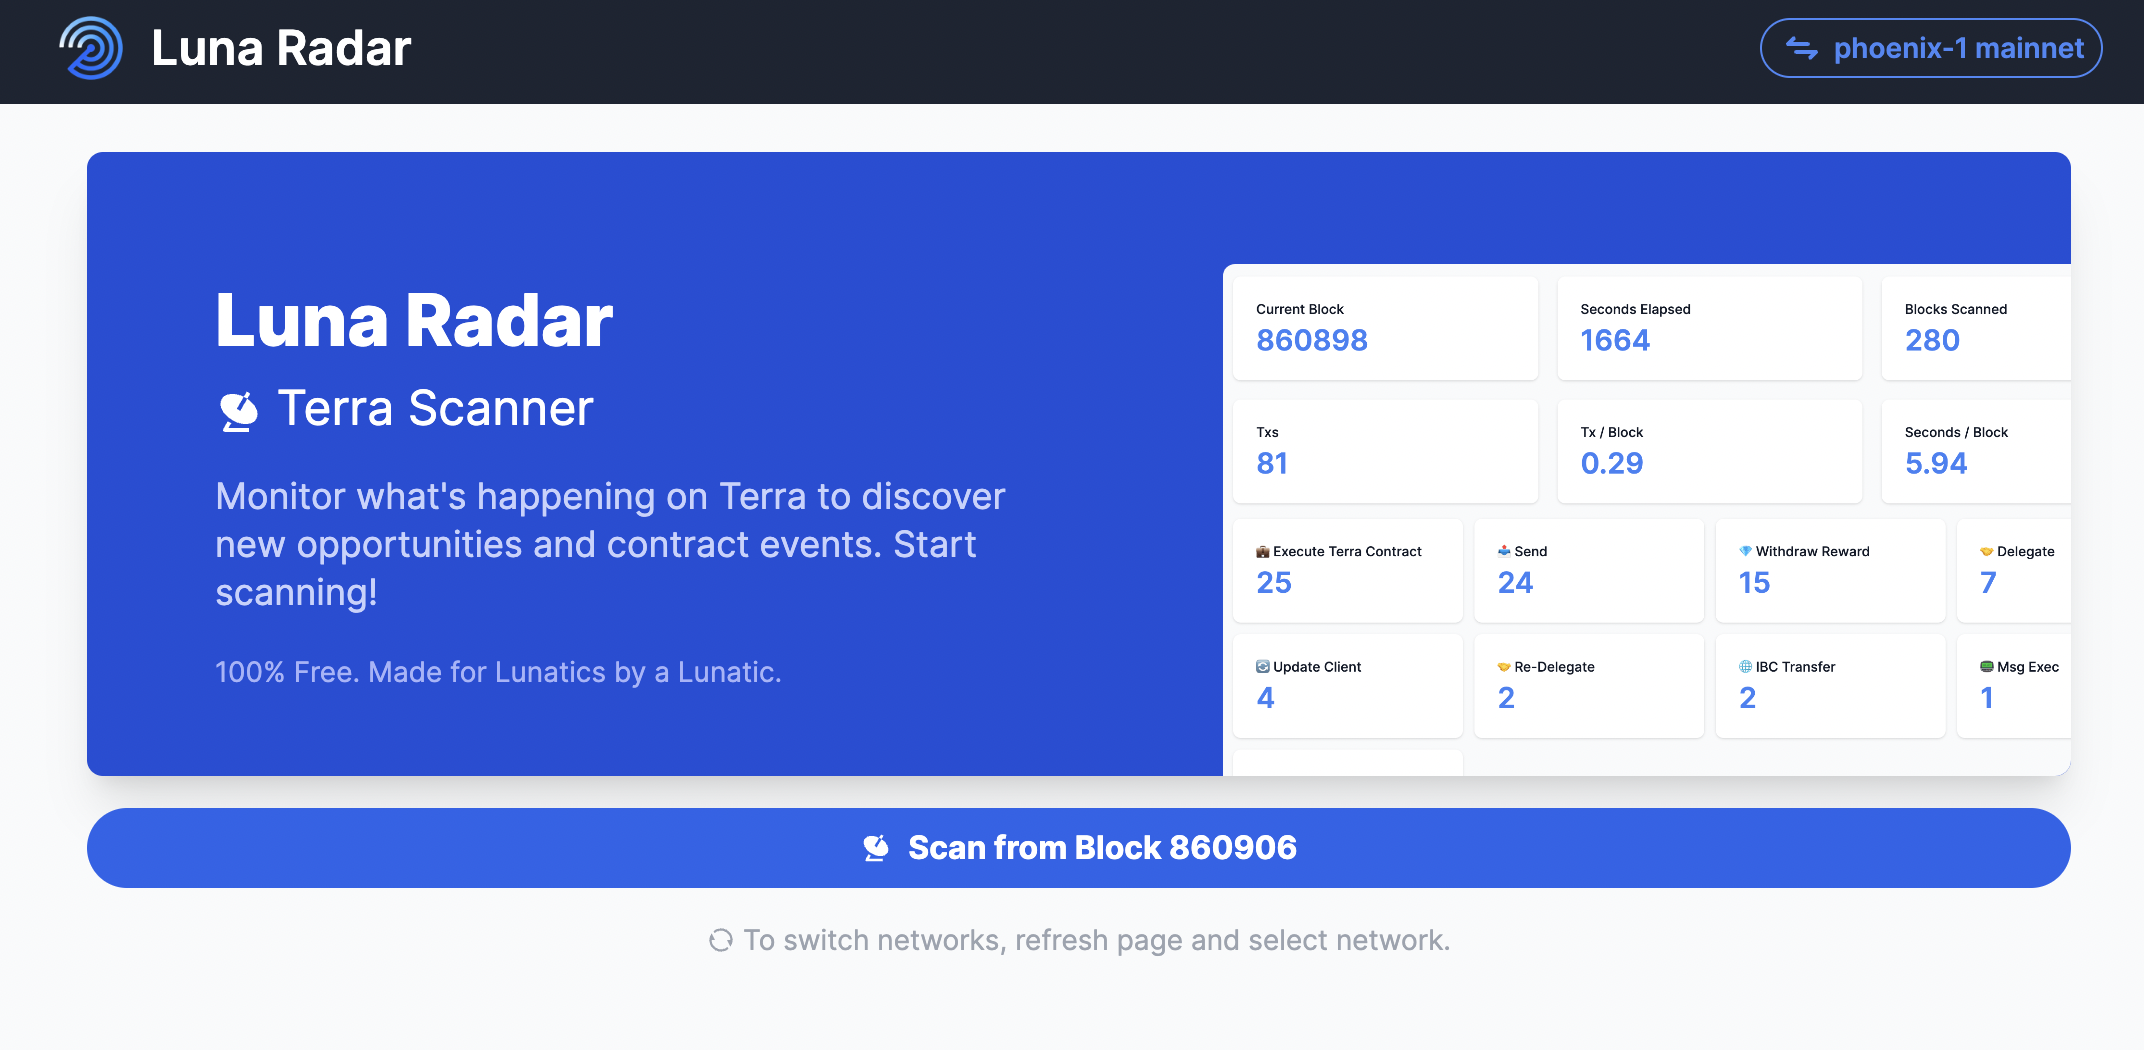 Luna Radar
phoenix-1 mainnet
Luna Radar
Terra Scanner
Monitor what's happening on Terra to discover
new opportunities and contract events. Start
scanning!
100% Free. Made for Lunatics by a Lunatic.
Current Block
860898
Seconds Elapsed
1664
Blocks Scanned
280
Txs
81
Tx / Block
0.29
Seconds / Block
5.94
Execute Terra Contract
25
Send
24
Withdraw Reward
15
Delegate
7
Update Client
4
Re-Delegate
2
IBC Transfer
2
Msg Exec
1
Scan from Block 860906
To switch networks, refresh page and select network.